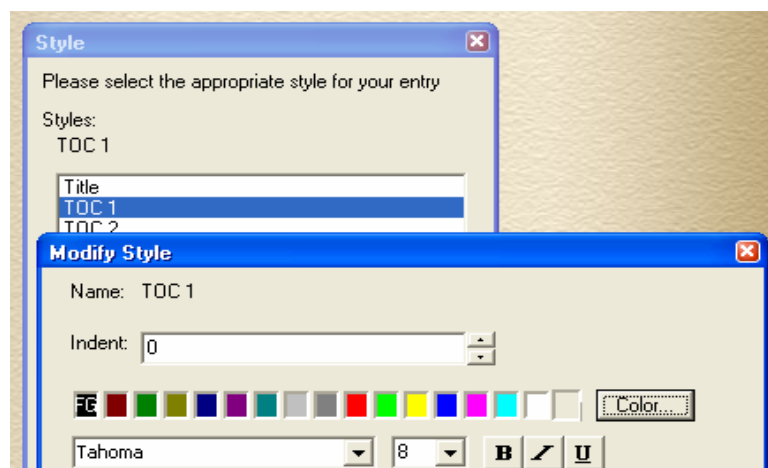 Style
Please select the appropriate style for your entry
Styles:
TOC 1
Title
TOC 1
TOC 2
Modify Style
Name: TOC 1
Indent: 0
FG Color...
Tahoma 8 B I U